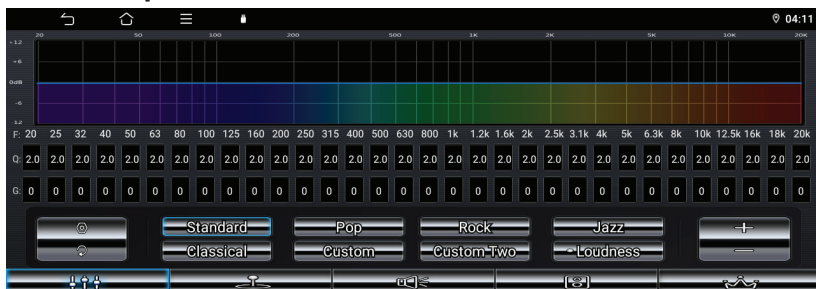 04:11
20 50 100 200 500 1K 2K 5K 10K 20K
+12
+6
0dB
-6
-12
F: 20 25 32 40 50 63 80 100 125 160 200 250 315 400 500 630 800 1k 1.2k 1.6k 2k 2.5k 3.1k 4k 5k 6.3k 8k 10k 12.5k 16k 18k 20k
Q: 2.0 2.0 2.0 2.0 2.0 2.0 2.0 2.0 2.0 2.0 2.0 2.0 2.0 2.0 2.0 2.0 2.0 2.0 2.0 2.0 2.0 2.0 2.0 2.0 2.0 2.0 2.0 2.0 2.0 2.0 2.0 2.0
G: 0 0 0 0 0 0 0 0 0 0 0 0 0 0 0 0 0 0 0 0 0 0 0 0 0 0 0 0 0 0 0 0
Standard Pop Rock Jazz
Classical Custom Custom Two Loudness